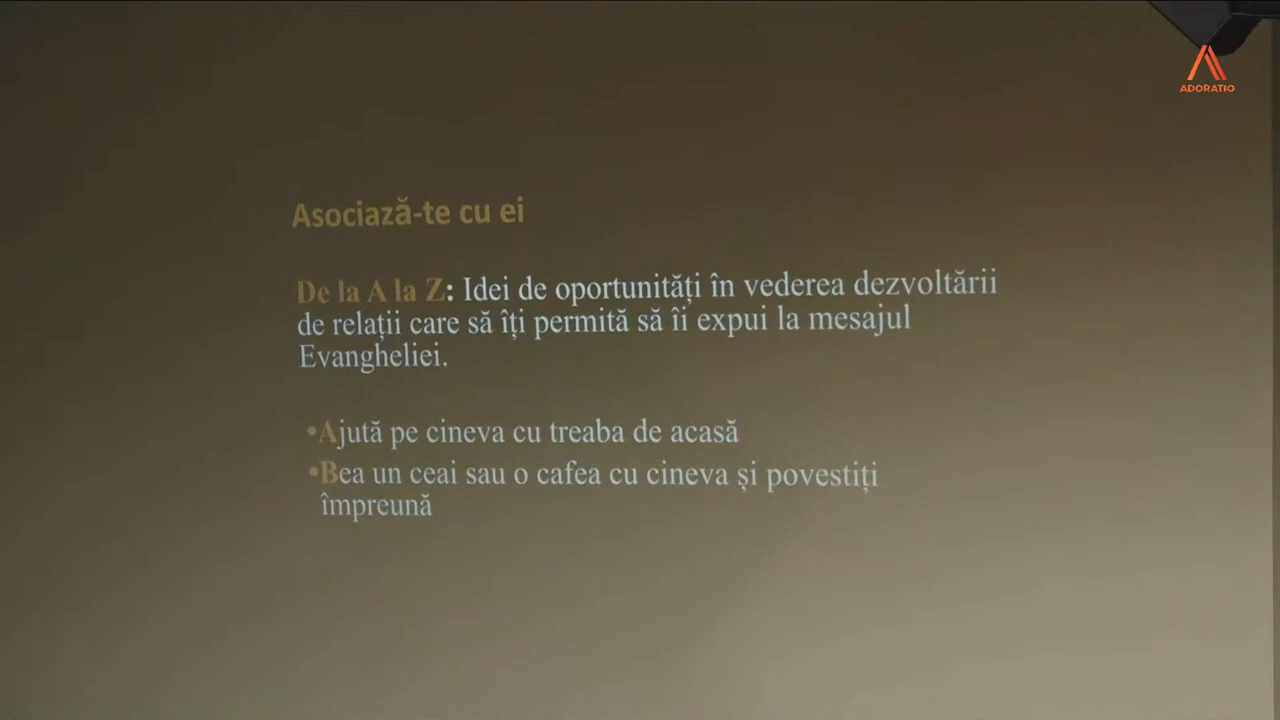 ADORATIO
Asociază-te cu ei
De la A la Z: Idei de oportunități în vederea dezvoltării
de relații care să îți permită să îi expui la mesajul
Evangheliei.
•Ajută pe cineva cu treaba de acasă
•Bea un ceai sau o cafea cu cineva și povestiți
împreună